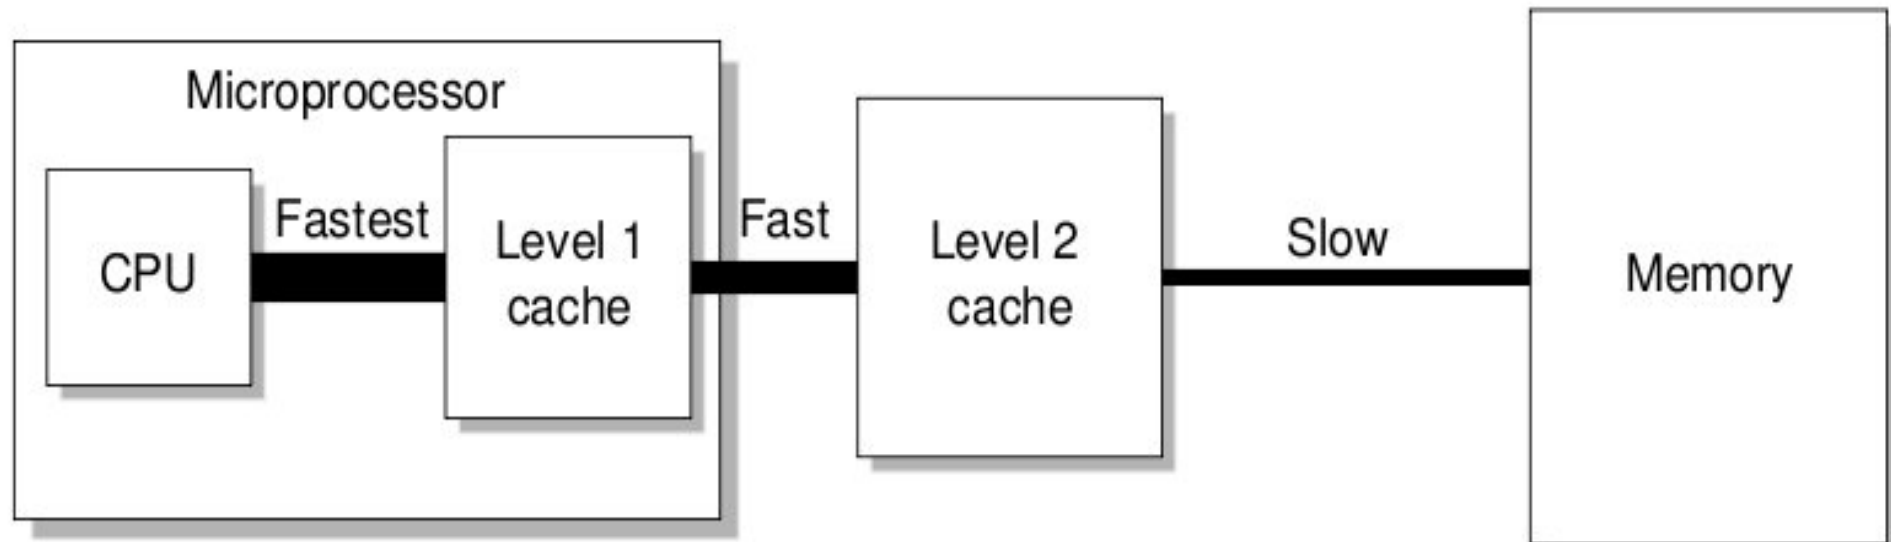 Microprocessor
CPU
Fastest
Level 1
cache
Fast
Level 2
cache
Slow
Memory